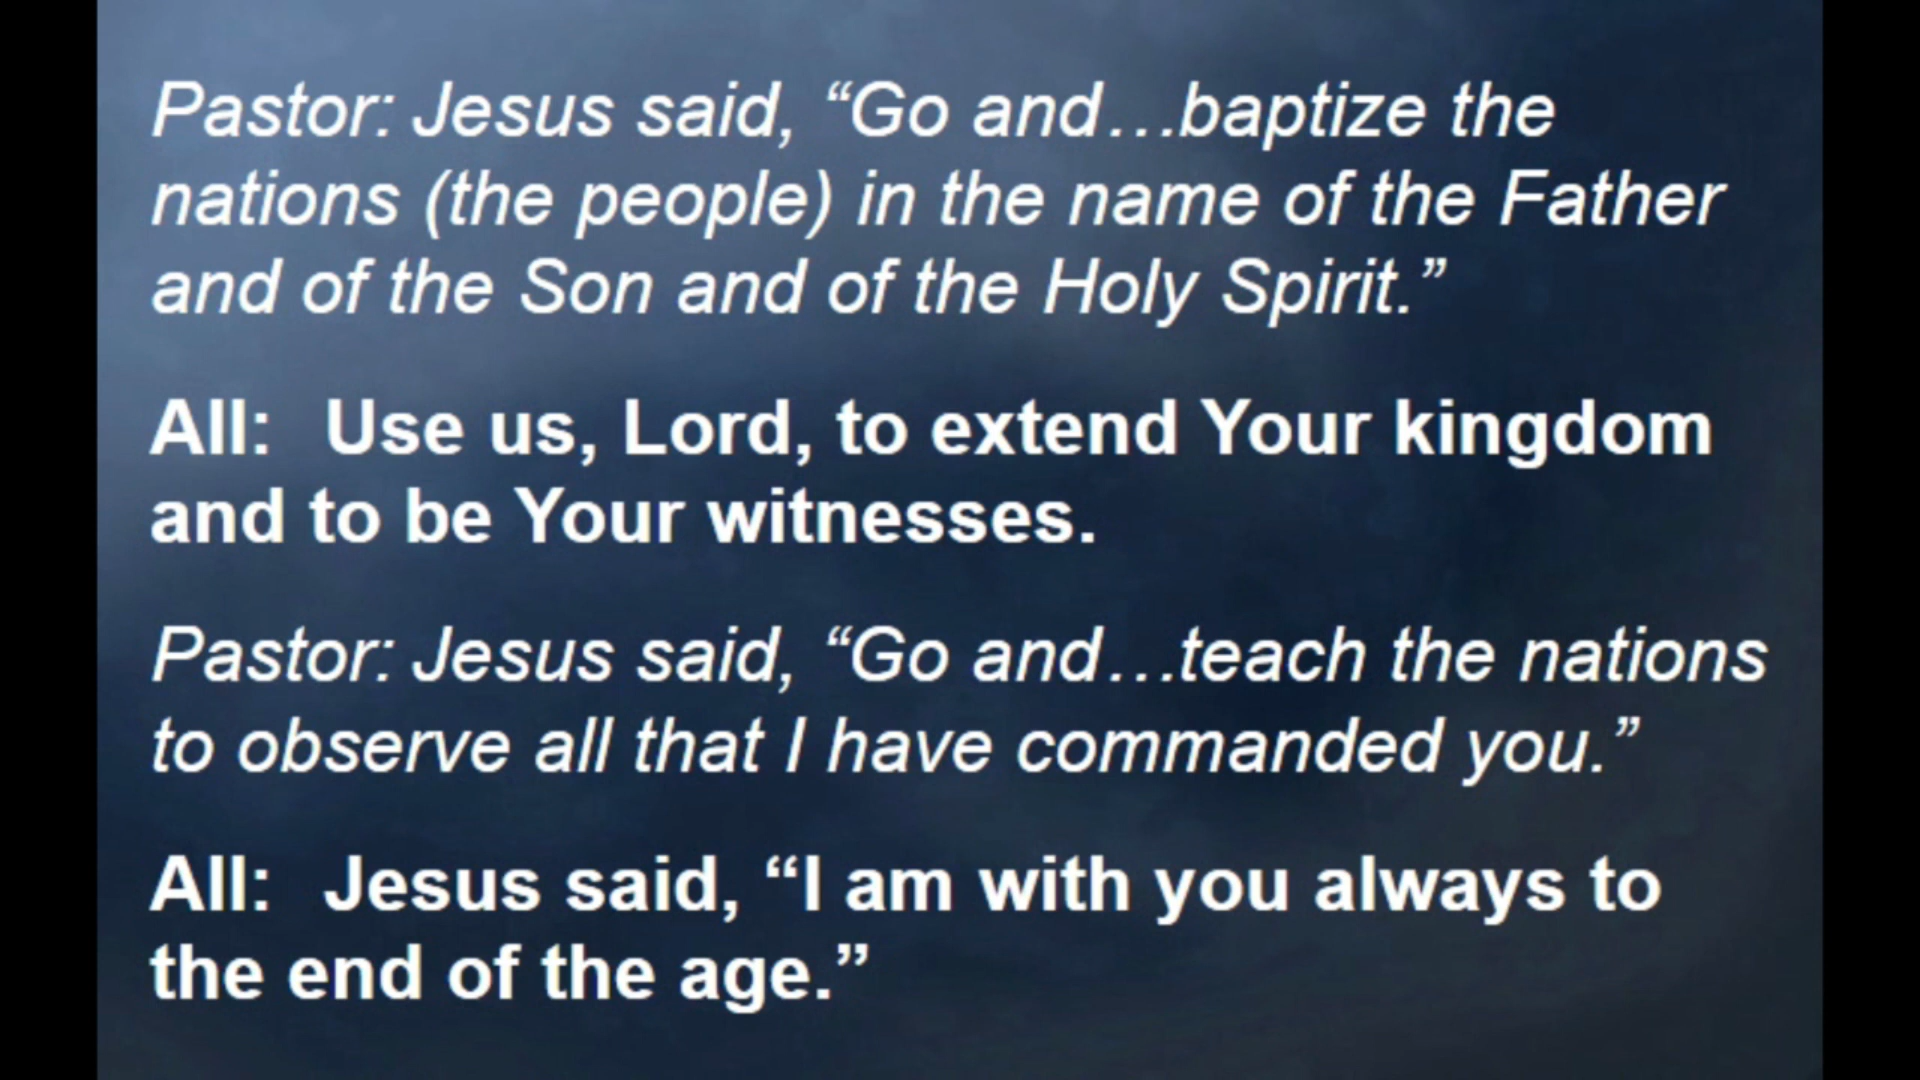 Pastor: Jesus said, “Go and…baptize the
nations (the people) in the name of the Father
and of the Son and of the Holy Spirit.”
All: Use us, Lord, to extend Your kingdom
and to be Your witnesses.
Pastor: Jesus said, “Go and…teach the nations
to observe all that I have commanded you.”
All: Jesus said, “I am with you always to
the end of the age.”